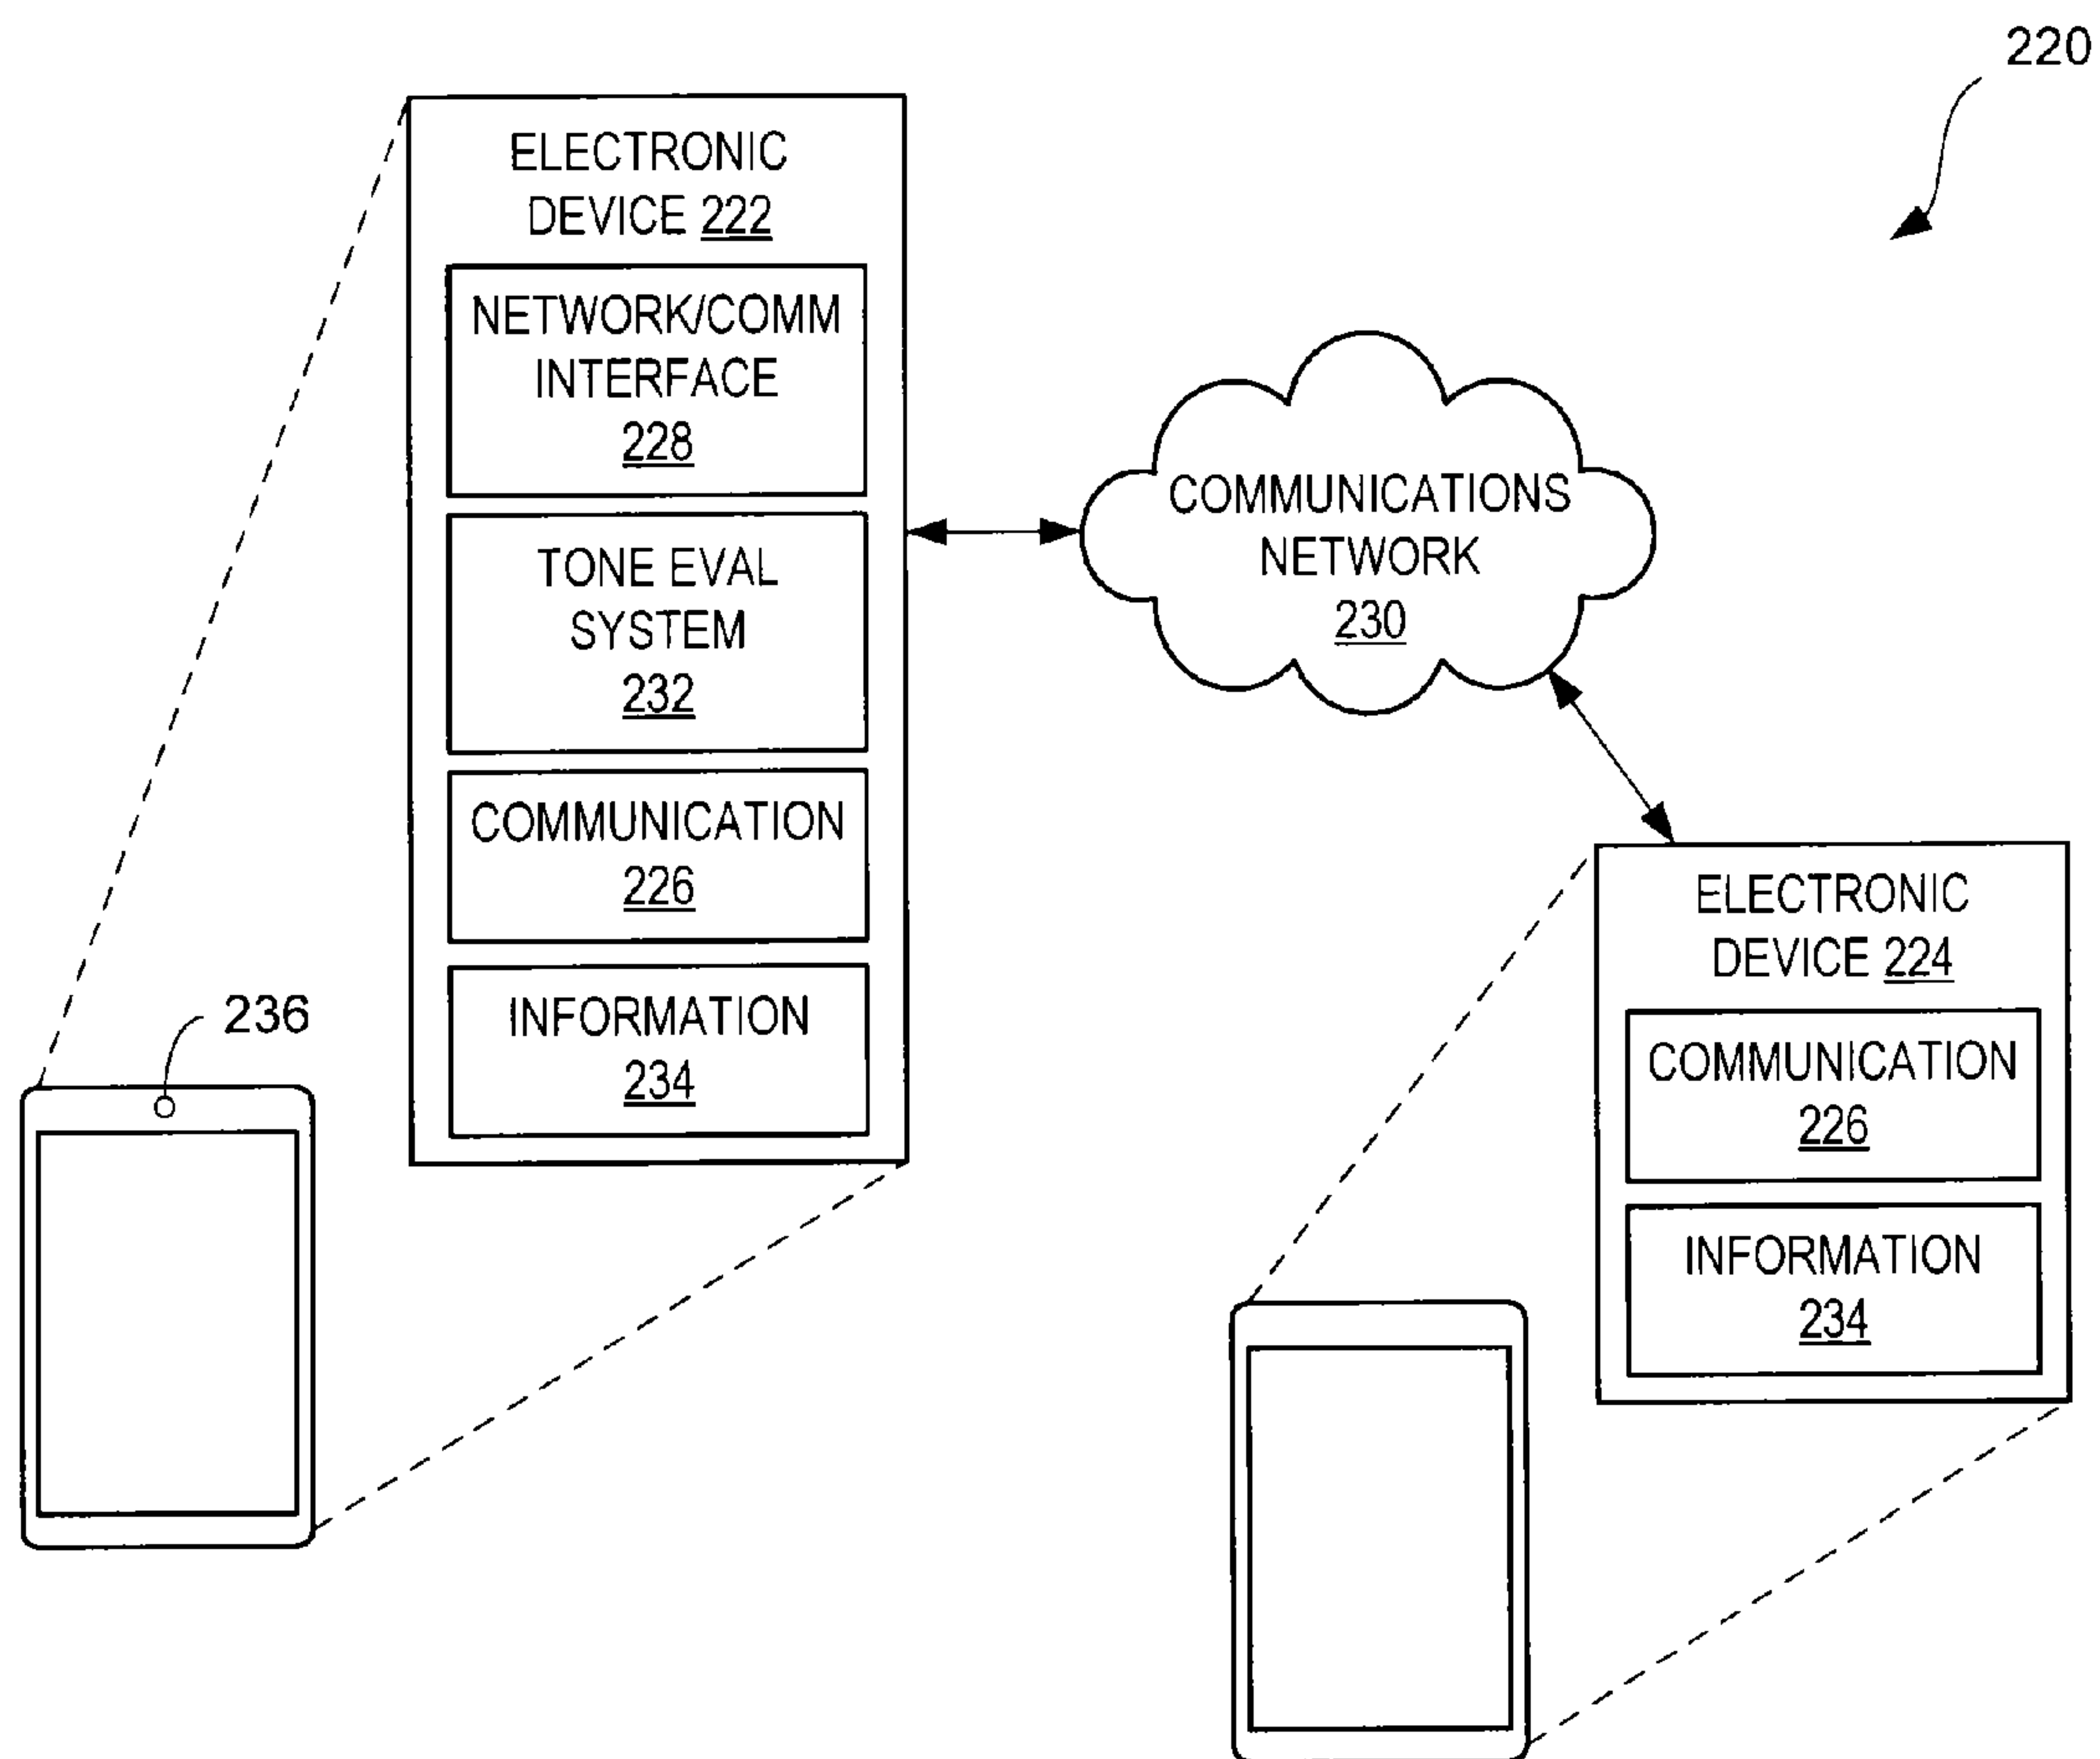 220
ELECTRONIC
DEVICE 222
NETWORK/COMM
INTERFACE
228
TONE EVAL
SYSTEM
232
COMMUNICATION
226
INFORMATION
234
236
COMMUNICATIONS
NETWORK
230
ELECTRONIC
DEVICE 224
COMMUNICATION
226
INFORMATION
234